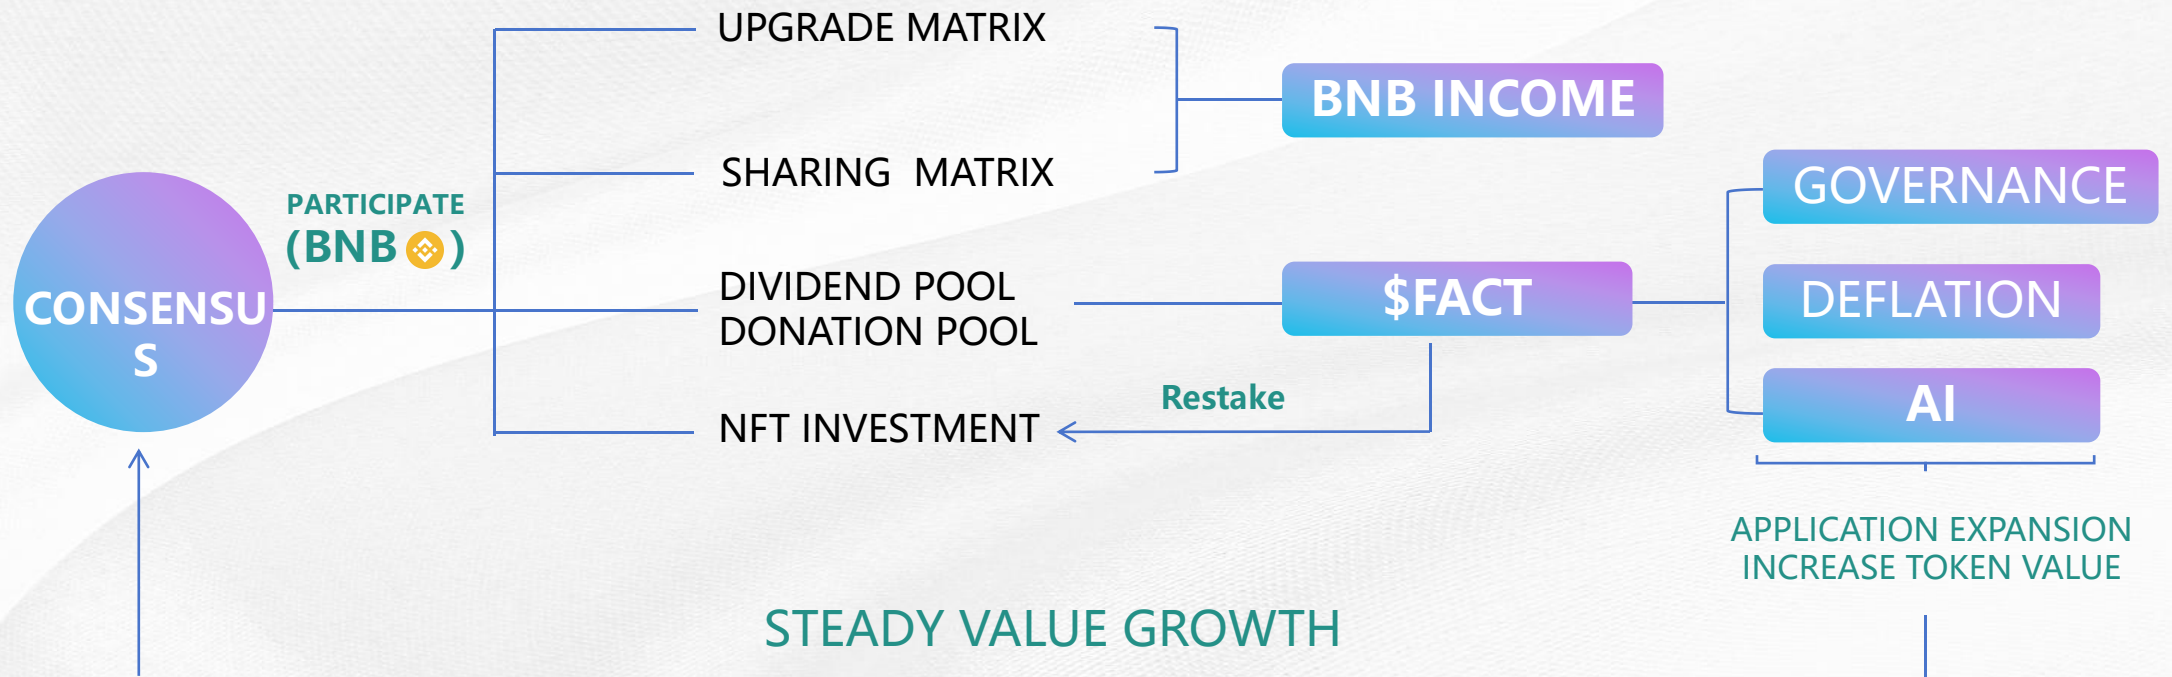 UPGRADE MATRIX
BNB INCOME
SHARING  MATRIX
GOVERNANCE
PARTICIPATE
(BNB )
CONSENSU
S
DIVIDEND POOL
DONATION POOL
$FACT
DEFLATION
Restake
AI
NFT INVESTMENT
APPLICATION EXPANSION
INCREASE TOKEN VALUE
STEADY VALUE GROWTH